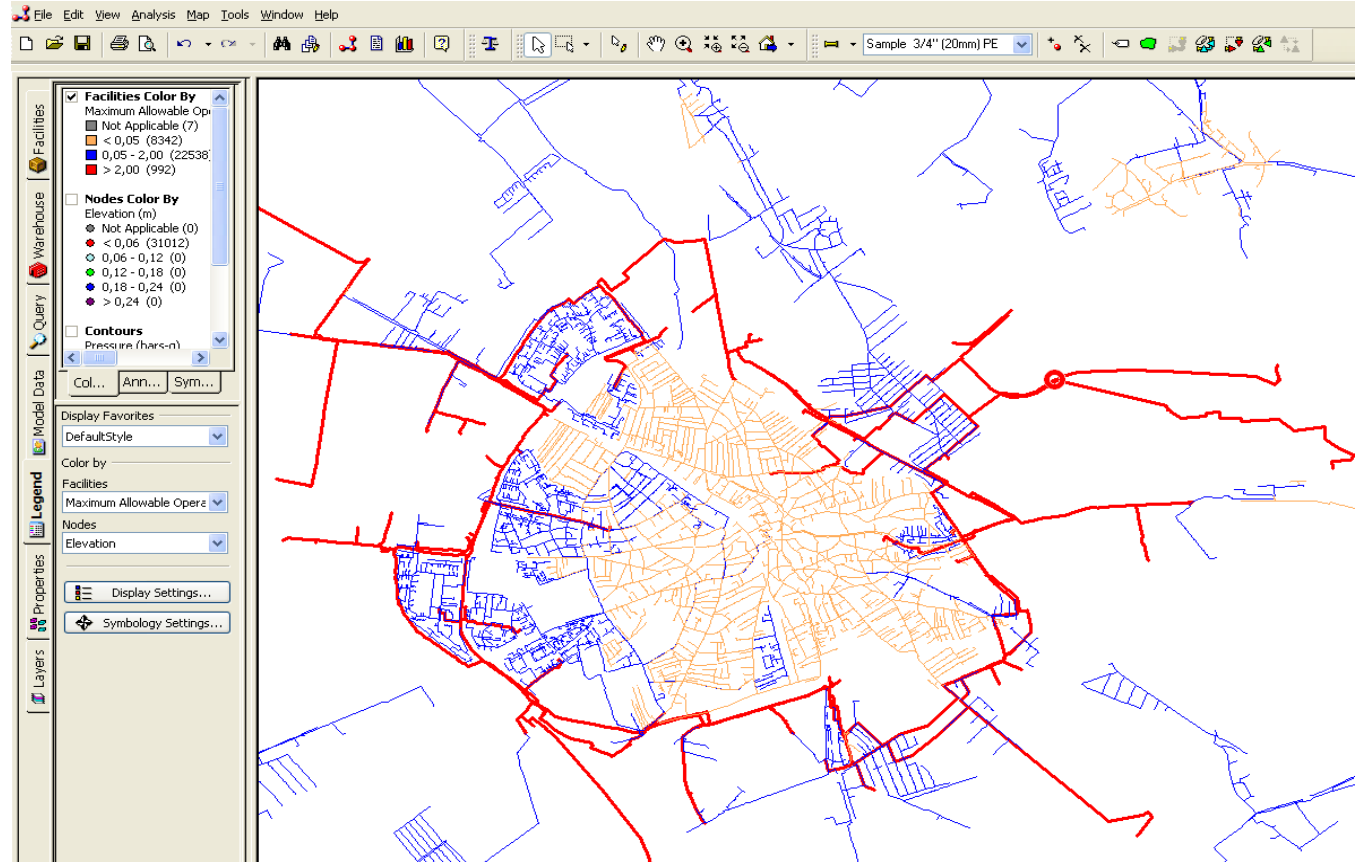 File Edit View Analysis Map Tools Window Help
Sample 3/4" (20mm) PE
Facilities
Warehouse
Query
Model Data
Legend
Properties
Layers
Facilities Color By
Maximum Allowable Ope
Not Applicable (7)
< 0,05 (8342)
0,05 - 2,00 (22538)
> 2,00 (992)
Nodes Color By
Elevation (m)
Not Applicable (0)
< 0,06 (31012)
0,06 - 0,12 (0)
0,12 - 0,18 (0)
0,18 - 0,24 (0)
> 0,24 (0)
Contours
Pressure (bars-g)
Col... Ann... Sym...
Display Favorites
DefaultStyle
Color by
Facilities
Maximum Allowable Opera
Nodes
Elevation
Display Settings...
Symbology Settings...